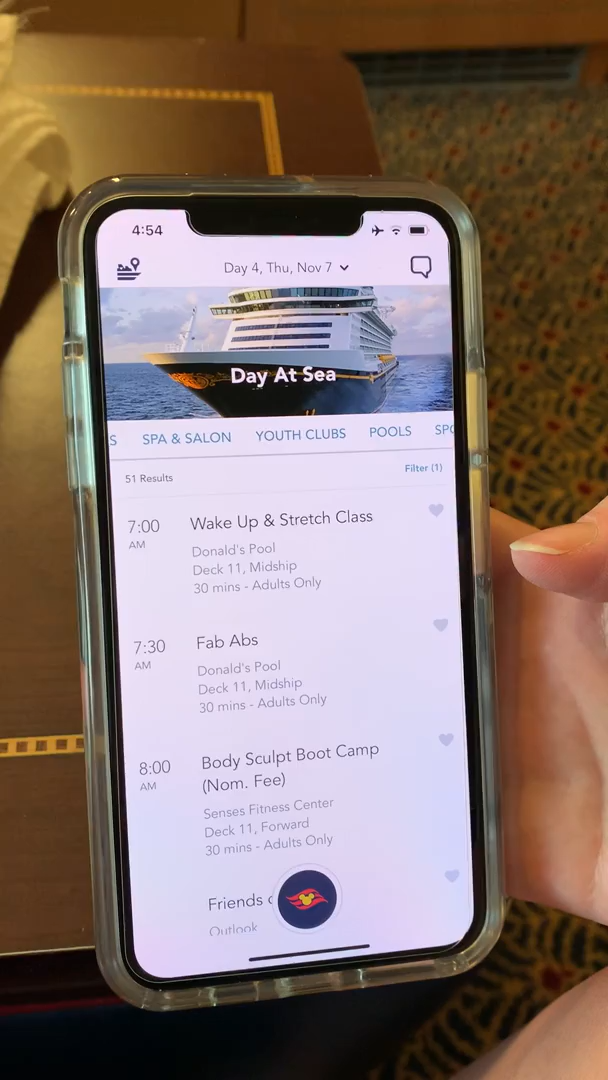 4:54
Day 4, Thu, Nov 7
Day At Sea
S SPA & SALON YOUTH CLUBS POOLS SPO
51 Results
Filter (1)
7:00 AM
Wake Up & Stretch Class
Donald's Pool
Deck 11, Midship
30 mins - Adults Only
7:30 AM
Fab Abs
Donald's Pool
Deck 11, Midship
30 mins - Adults Only
8:00 AM
Body Sculpt Boot Camp
(Nom. Fee)
Senses Fitness Center
Deck 11, Forward
30 mins - Adults Only
Friends
Outlook